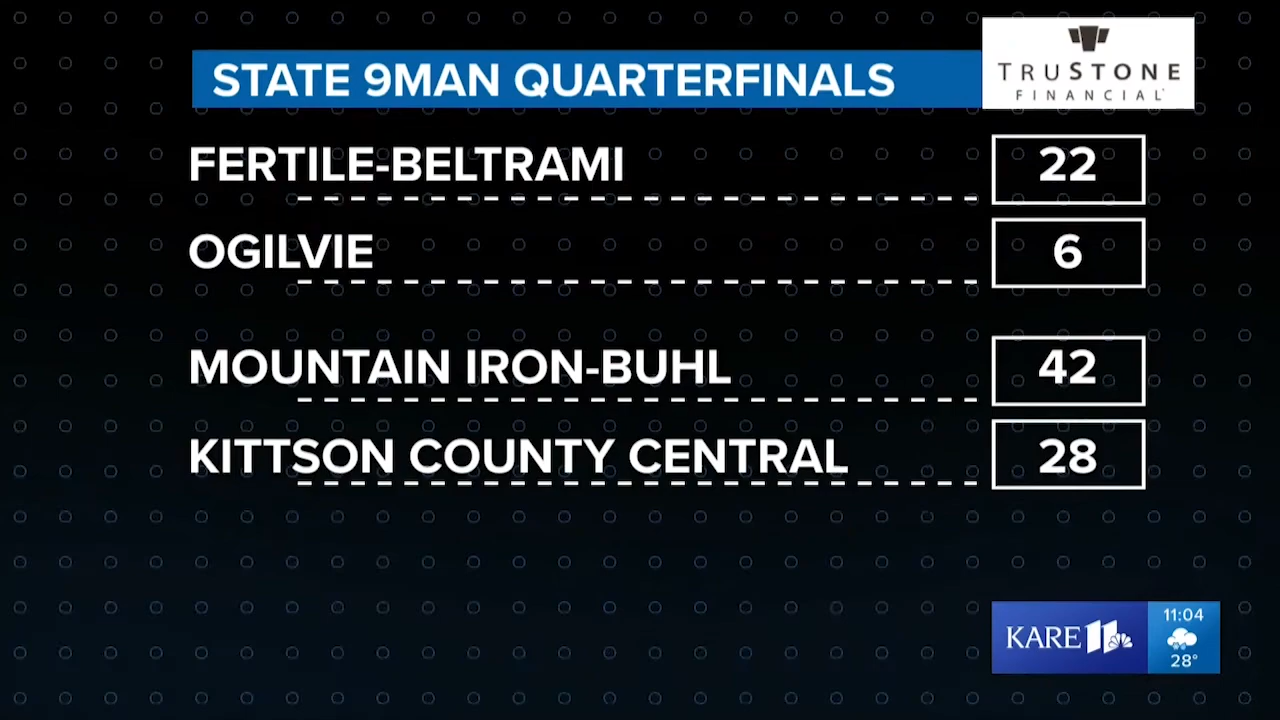 STATE 9MAN QUARTERFINALS
TRUSTONE
FINANCIAL
FERTILE-BELTRAMI 22
OGILVIE 6
MOUNTAIN IRON-BUHL 42
KITTSON COUNTY CENTRAL 28
KARE 11
11:04
28°